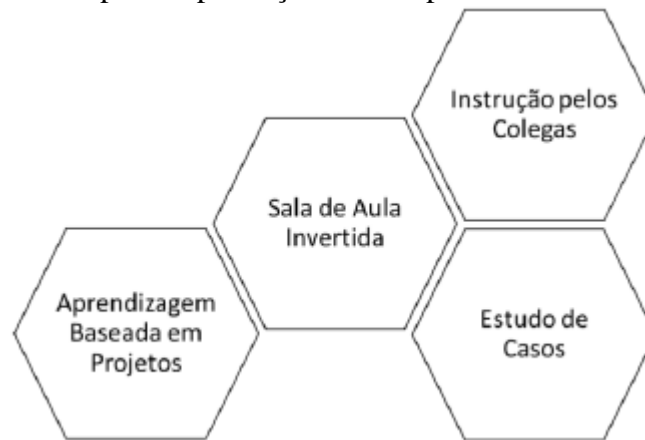 Instrução pelos
Colegas
Sala de Aula
Invertida
Aprendizagem
Baseada em
Projetos
Estudo de
Casos